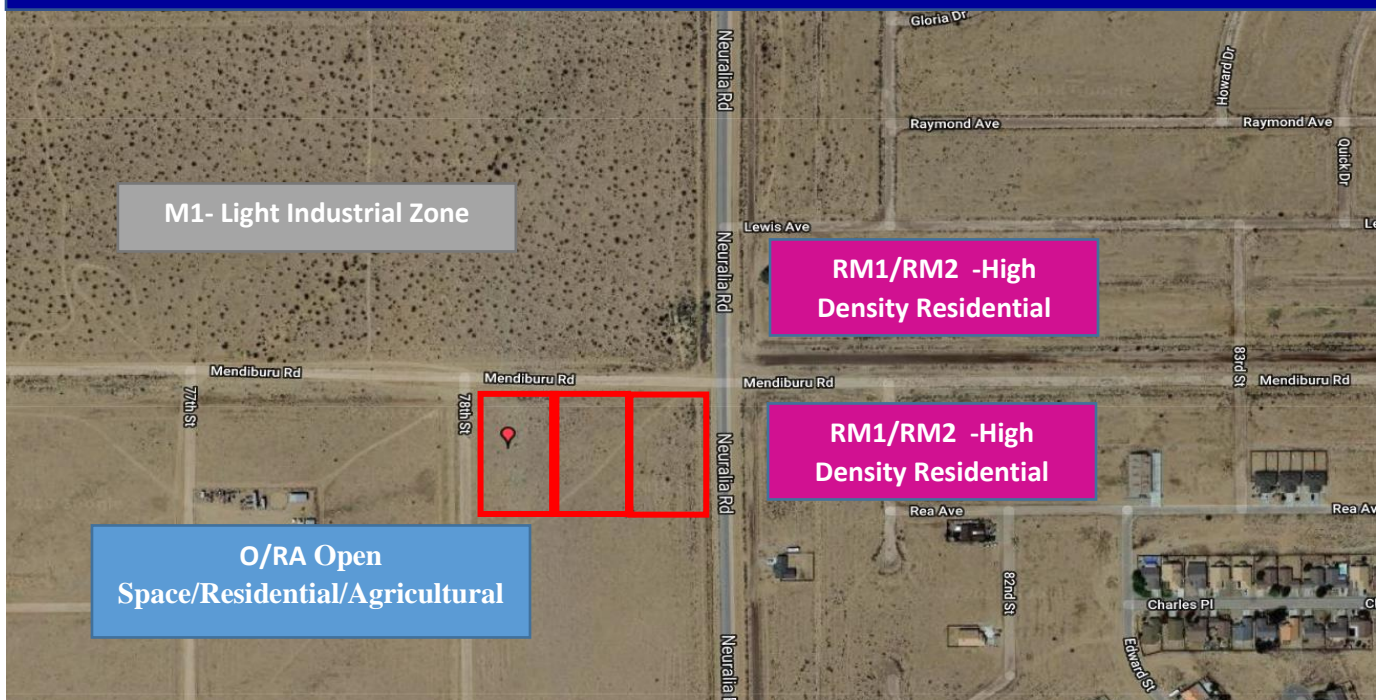 Gloria Dr
Neuralia Rd
Howard Dr
Raymond Ave
Raymond Ave
Quick Dr
M1- Light Industrial Zone
Lewis Ave
Neuralia Rd
RM1/RM2 -High
Density Residential
83rd St
Mendiburu Rd
Mendiburu Rd
Mendiburu Rd
Mendiburu Rd
77th St
78th St
RM1/RM2 -High
Density Residential
Neuralia Rd
Rea Ave
Rea Av
O/RA Open
Space/Residential/Agricultural
82nd St
Charles Pl
Edward St
Neuralia